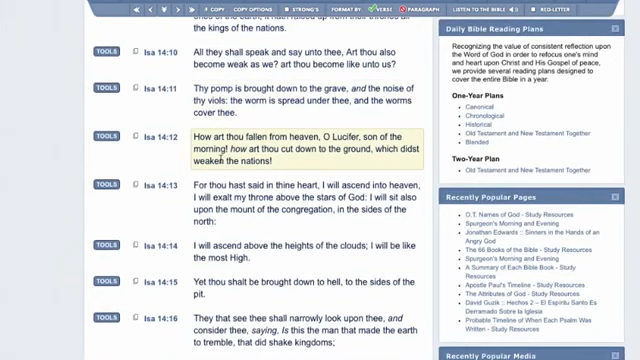 COPY
COPY OPTIONS
STRONG'S
FORMAT BY:
VERSE
PARAGRAPH
LISTEN TO THE BIBLE
RED-LETTER
ones of the earth; it hath raised up from their thrones all
the kings of the nations.
TOOLS
Isa 14:10
All they shall speak and say unto thee, Art thou also
become weak as we? art thou become like unto us?
TOOLS
Isa 14:11
Thy pomp is brought down to the grave, and the noise of
thy viols: the worm is spread under thee, and the worms
cover thee.
TOOLS
Isa 14:12
How art thou fallen from heaven, O Lucifer, son of the
morning! how art thou cut down to the ground, which didst
weaken the nations!
TOOLS
Isa 14:13
For thou hast said in thine heart, I will ascend into heaven,
I will exalt my throne above the stars of God: I will sit also
upon the mount of the congregation, in the sides of the
north:
TOOLS
Isa 14:14
I will ascend above the heights of the clouds; I will be like
the most High.
TOOLS
Isa 14:15
Yet thou shalt be brought down to hell, to the sides of the
pit.
TOOLS
Isa 14:16
They that see thee shall narrowly look upon thee, and
consider thee, saying, Is this the man that made the earth
to tremble, that did shake kingdoms;
Daily Bible Reading Plans
Recognizing the value of consistent reflection upon
the Word of God in order to refocus one's mind
and heart upon Christ and His Gospel of peace,
we provide several reading plans designed to
cover the entire Bible in a year.
One-Year Plans
Canonical
Chronological
Historical
Old Testament and New Testament Together
Blended
Two-Year Plan
Old Testament and New Testament Together
Recently Popular Pages
O.T. Names of God - Study Resources
Spurgeon's Morning and Evening
Jonathan Edwards :: Sinners in the Hands of an
Angry God
The 66 Books of the Bible - Study Resources
Spurgeon's Morning and Evening
A Summary of Each Bible Book - Study
Resources
Apostle Paul's Timeline - Study Resources
The Attributes of God - Study Resources
David Guzik :: Hechos 2 - El Espíritu Santo Es
Derramado Sobre la Iglesia
Probable Timeline of When Each Psalm Was
Written - Study Resources
Recently Popular Media